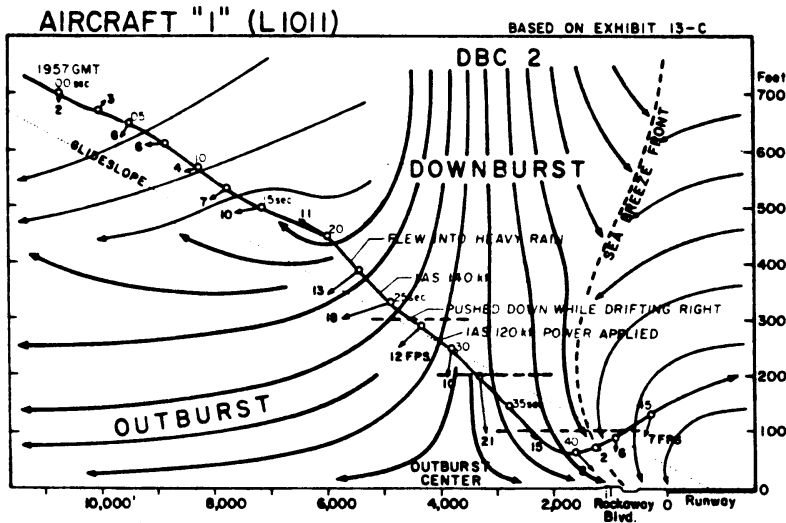 AIRCRAFT "I" (L1011)
BASED ON EXHIBIT 13-C
DBC 2
Feet
1957 GMT
00sec
700
2
3
05
8
6
600
GLIDESLOPE
10
4
DOWNBURST
SEA BREEZE FRONT
7
15sec
10
500
11
20
FLEW INTO HEAVY RAIN
400
13
IAS 140 kt
25sec
18
PUSHED DOWN WHILE DRIFTING RIGHT
300
12 FPS
IAS 120 kt POWER APPLIED
30
10
200
OUTBURST
35sec
45
21
15
40
2
6
7 FPS
100
OUTBURST
CENTER
0
10,000'
8,000
6,000
4,000
2,000
Rockaway
Blvd.
0
Runway